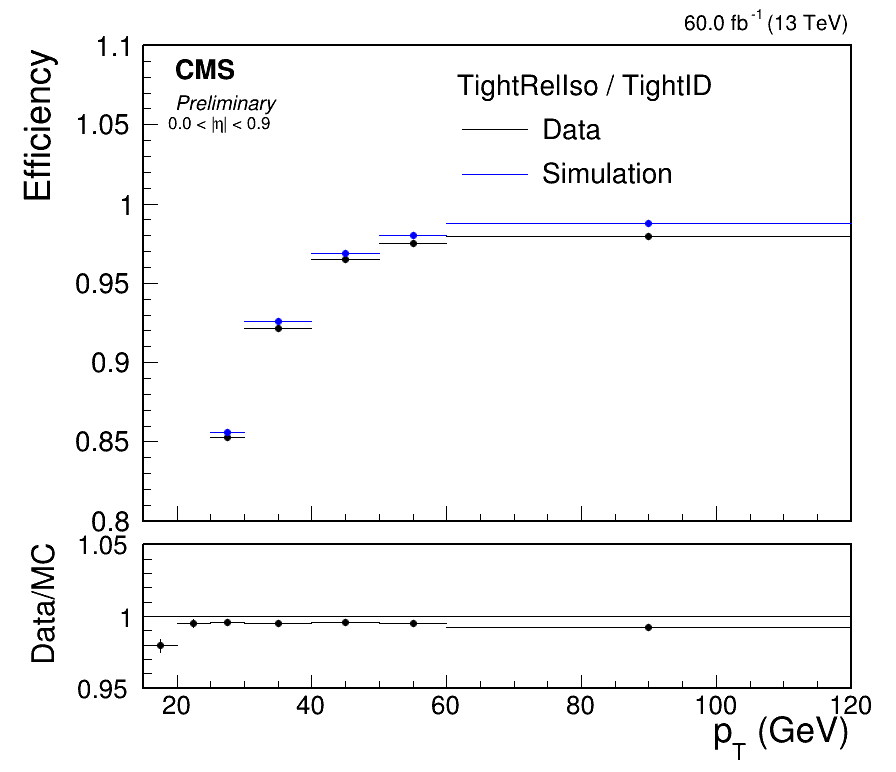 60.0 fb⁻¹ (13 TeV)
CMS
Preliminary
0.0 < |η| < 0.9
TightRelIso / TightID
Data
Simulation
Efficiency
1.1
1.05
1
0.95
0.9
0.85
0.8
Data/MC
1.05
1
0.95
20 40 60 80 100 120
p_T (GeV)